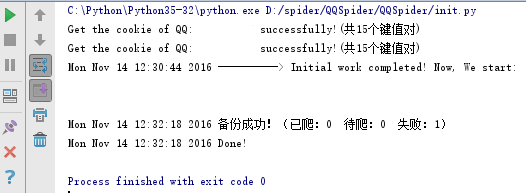 C:\Python\Python35-32\python.exe D:/spider/QQSpider/QQSpider/init.py
Get the cookie of QQ: successfully!(共15个键值对)
Get the cookie of QQ: successfully!(共15个键值对)
Mon Nov 14 12:30:44 2016 ----------> Initial work completed! Now, We start:
Mon Nov 14 12:32:18 2016 备份成功! (已爬: 0 待爬: 0 失败: 1)
Mon Nov 14 12:32:18 2016 Done!
Process finished with exit code 0